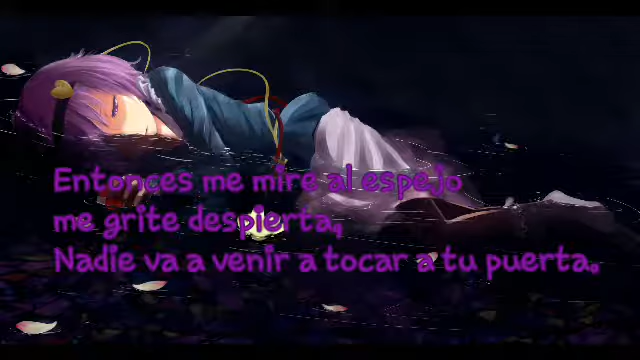 Entonces me mire al espejo
me grite despierta,
Nadie va a venir a tocar a tu puerta.